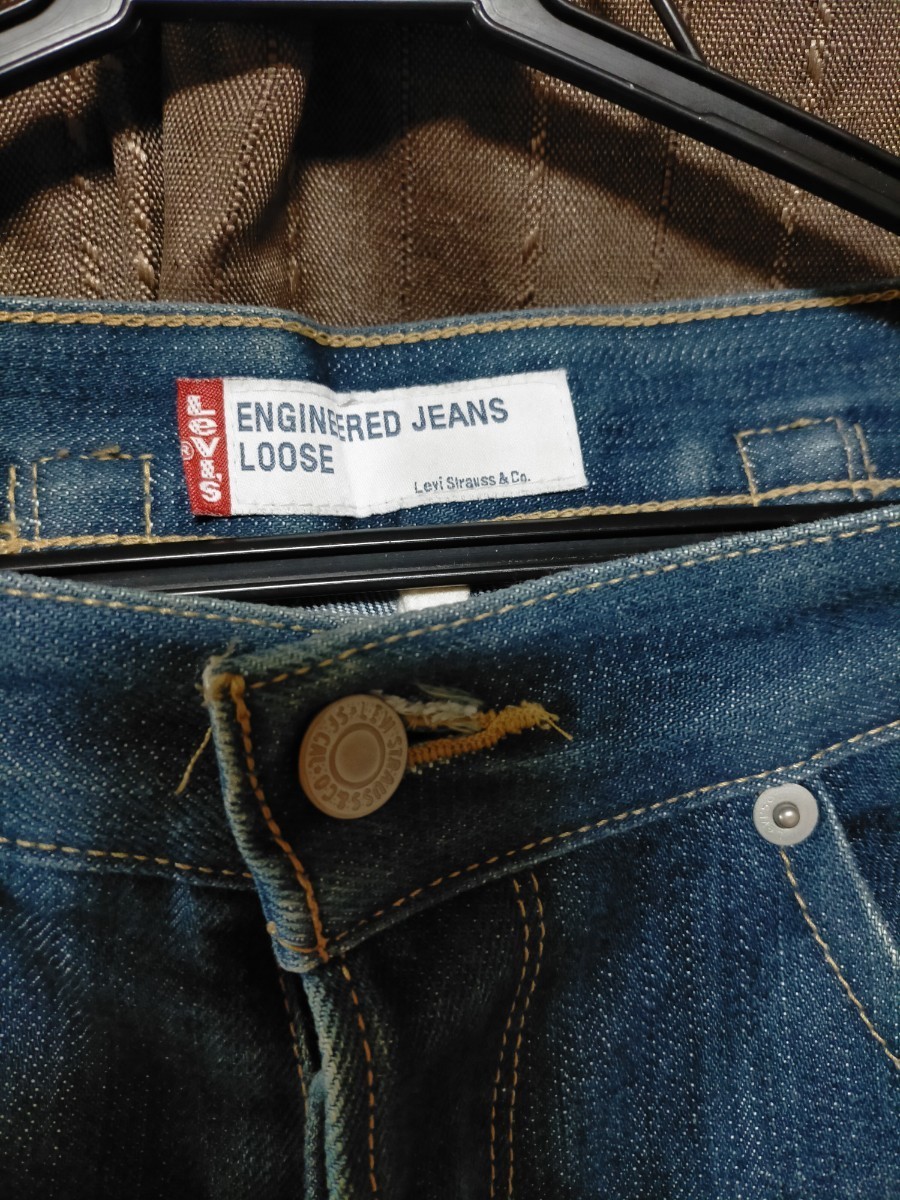 LEVI'S
®
ENGINEERED JEANS
LOOSE
Levi Strauss & Co.
LEVI STRAUSS & CO. S.F. CAL.